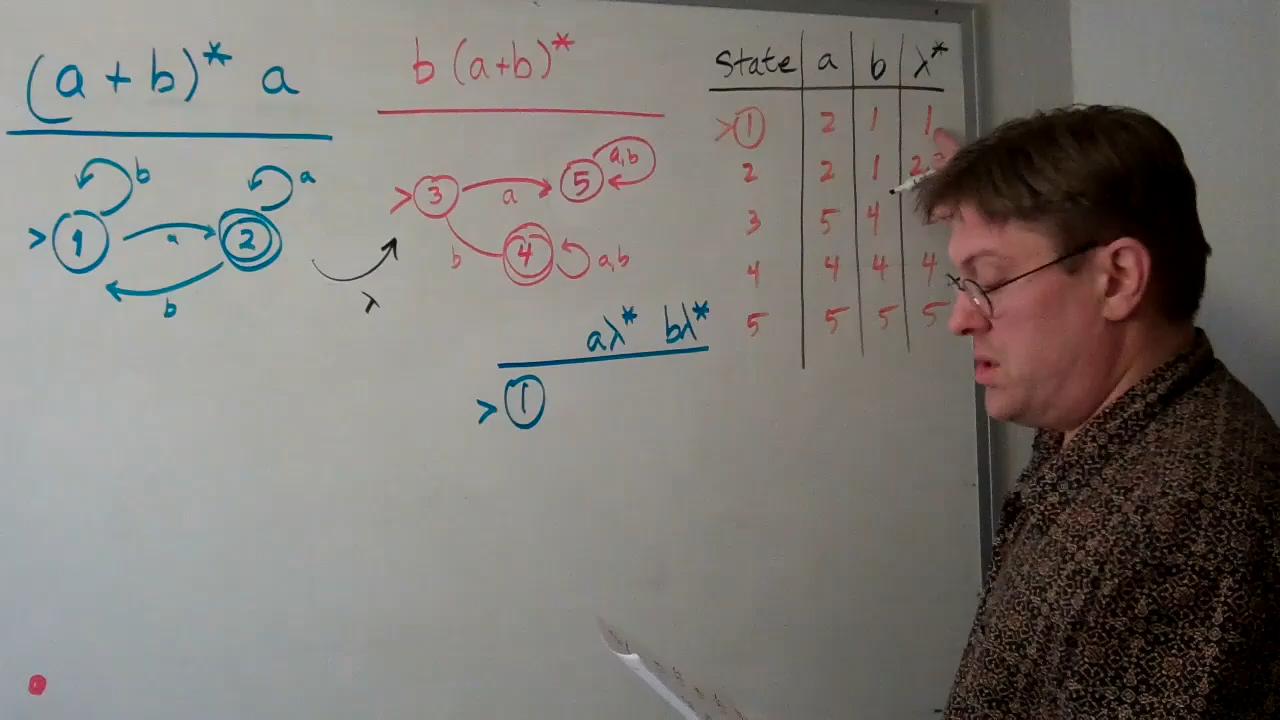 (a + b)* a
b (a+b)*
State a b λ*
>1 2 1 1
2 2 1 2,3
3 5 4
4 4 4 4
5 5 5 5
b a
> 1 a 2
b
λ
> 3 a 5 a,b
b 4 a,b
aλ* bλ*
> 1